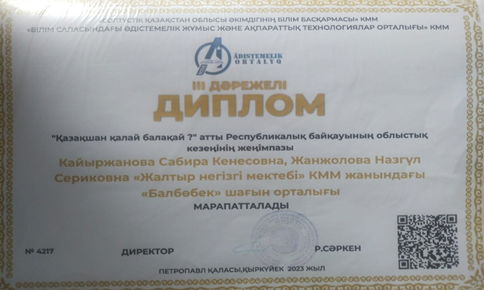 СОЛТҮСТІК ҚАЗАҚСТАН ОБЛЫСЫ ӘКІМДІГІНІҢ БІЛІМ БАСҚАРМАСЫ» КММ
«БІЛІМ САЛАСЫНДАҒЫ ӘДІСТЕМЕЛІК ЖҰМЫС ЖӘНЕ АҚПАРАТТЫҚ ТЕХНОЛОГИЯЛАР ОРТАЛЫҒЫ» КММ
ÁDISTEMELIK
ORTALYQ
III ДӘРЕЖЕЛІ
ДИПЛОМ
"Қазақшан қалай балақай ?" атты Республикалық байқауының облыстық
кезеңінің жеңімпазы
Кайыржанова Сабира Кенесовна, Жанжолова Назгүл
Сериковна «Жалтыр негізгі мектебі» КММ жанындағы
«Балбөбек» шағын орталығы
МАРАПАТТАЛАДЫ
№ 4217 ДИРЕКТОР Р.СӘРКЕН
ПЕТРОПАВЛ ҚАЛАСЫ,ҚЫРКҮЙЕК 2023 ЖЫЛ